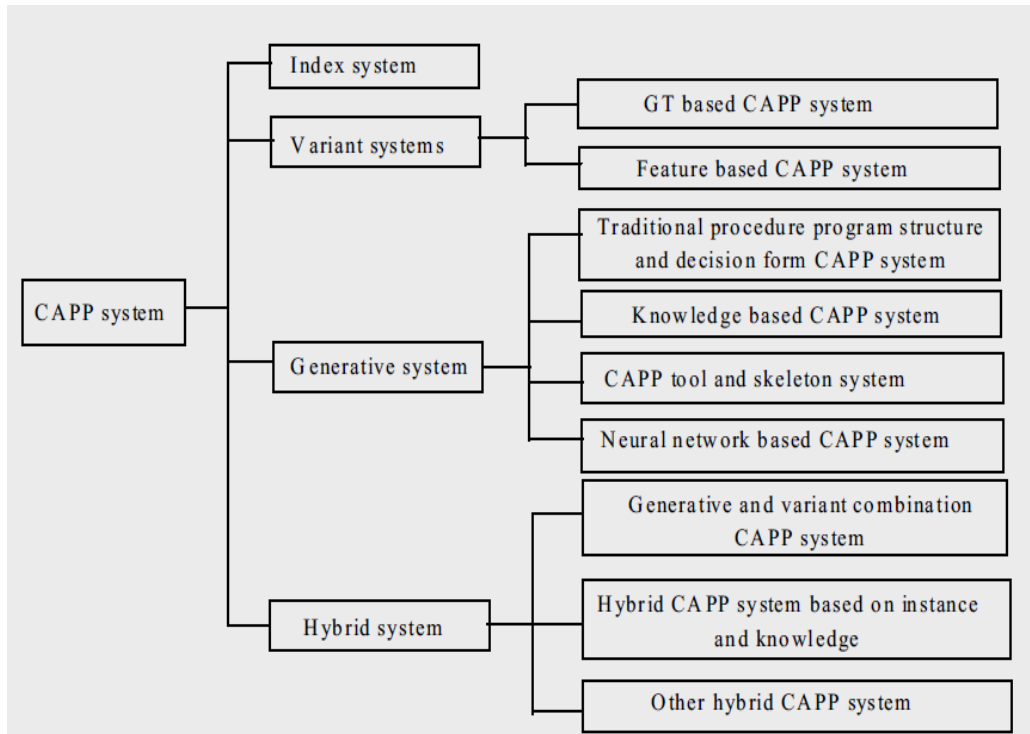 Index system
GT based CAPP system
Variant systems
Feature based CAPP system
Traditional procedure program structure
and decision form CAPP system
CAPP system
Knowledge based CAPP system
Generative system
CAPP tool and skeleton system
Neural network based CAPP system
Generative and variant combination
CAPP system
Hybrid system
Hybrid CAPP system based on instance
and knowledge
Other hybrid CAPP system